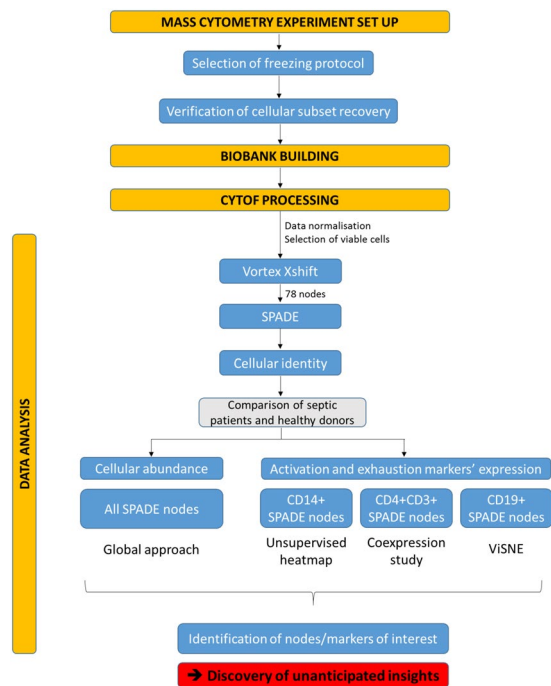 MASS CYTOMETRY EXPERIMENT SET UP
Selection of freezing protocol
Verification of cellular subset recovery
BIOBANK BUILDING
CYTOF PROCESSING
Data normalisation
Selection of viable cells
Vortex Xshift
78 nodes
SPADE
Cellular identity
Comparison of septic
patients and healthy donors
DATA ANALYSIS
Cellular abundance
All SPADE nodes
Global approach
Activation and exhaustion markers' expression
CD14+
SPADE nodes
Unsupervised
heatmap
CD4+CD3+
SPADE nodes
Coexpression
study
CD19+
SPADE nodes
ViSNE
Identification of nodes/markers of interest
➔ Discovery of unanticipated insights